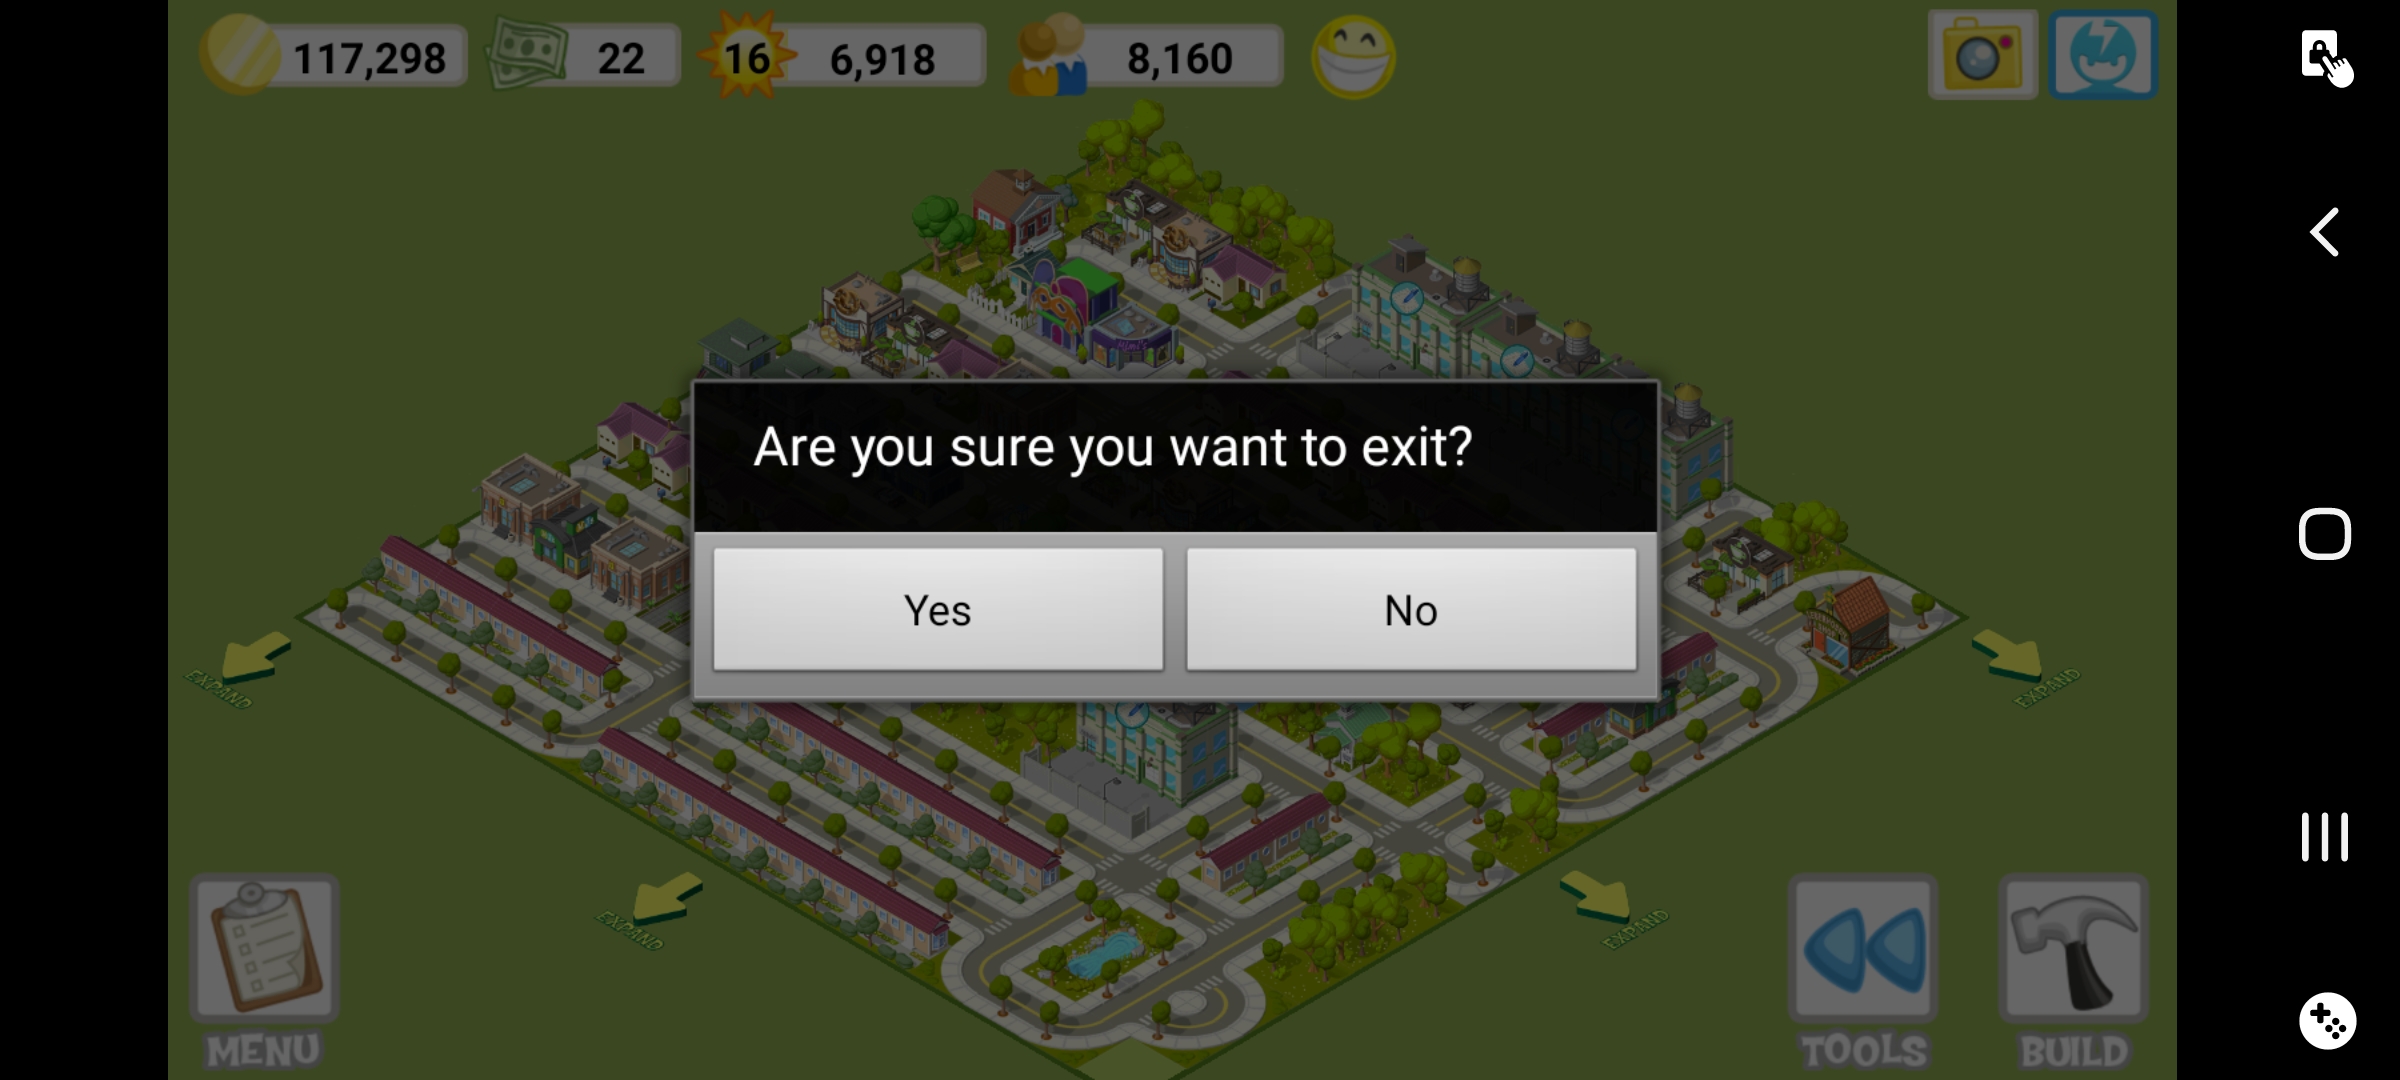 117,298
22
16
6,918
8,160
Are you sure you want to exit?
Yes
No
EXPAND
EXPAND
EXPAND
EXPAND
MENU
TOOLS
BUILD